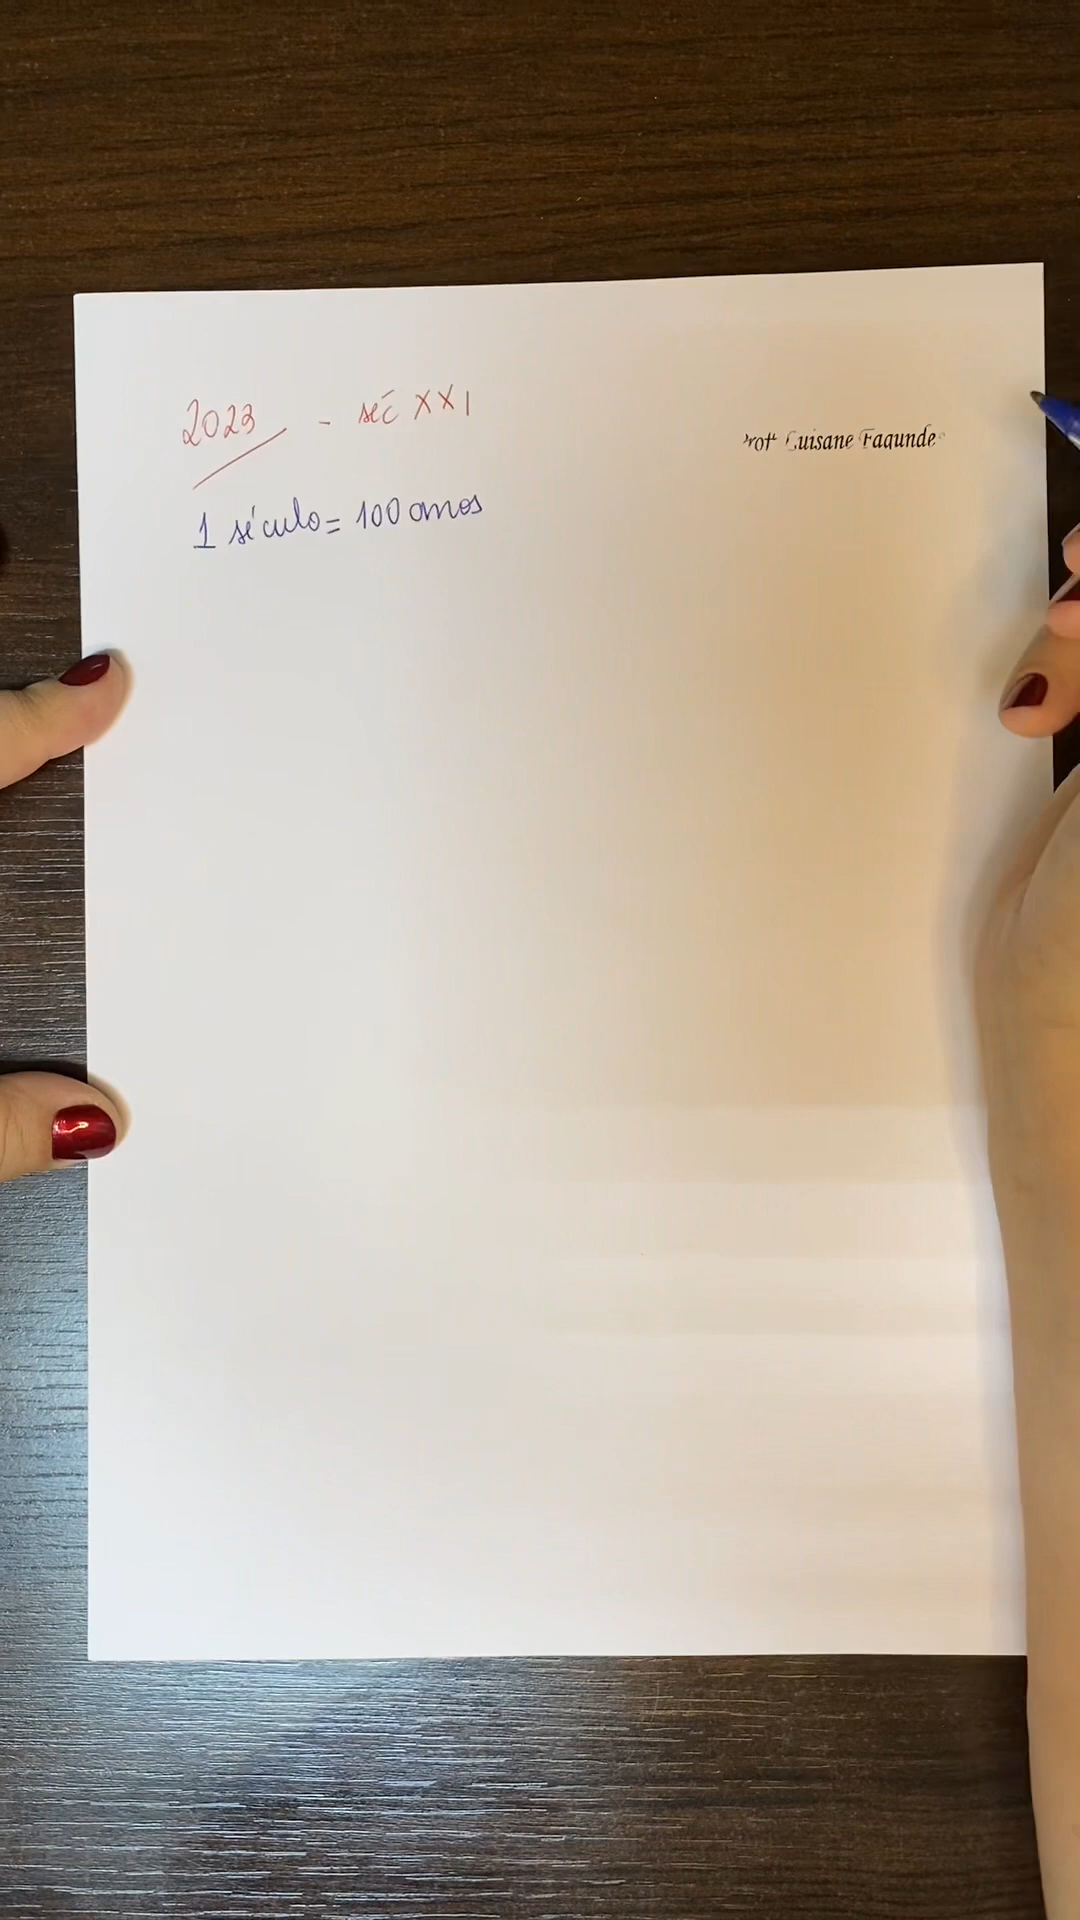 2023 - séc XXI
Profª Luisane Fagundes
1 século = 100 anos